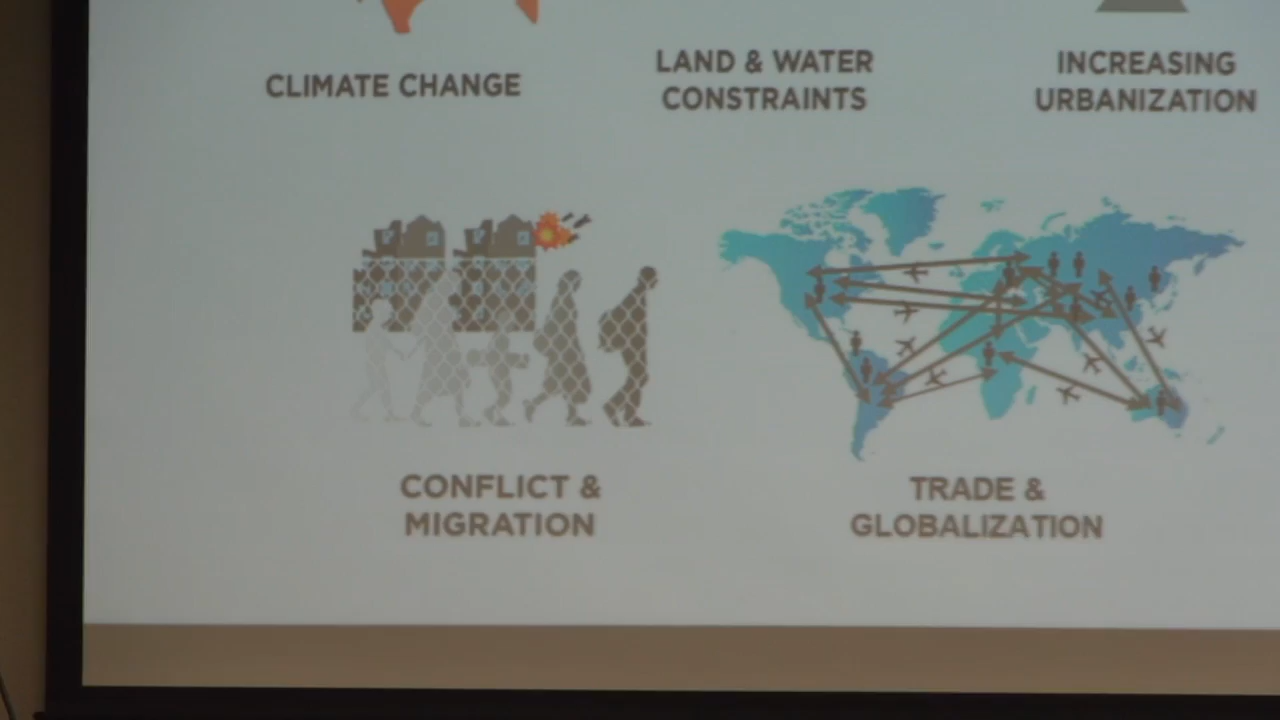 CLIMATE CHANGE
LAND & WATER
CONSTRAINTS
INCREASING
URBANIZATION
CONFLICT &
MIGRATION
TRADE &
GLOBALIZATION